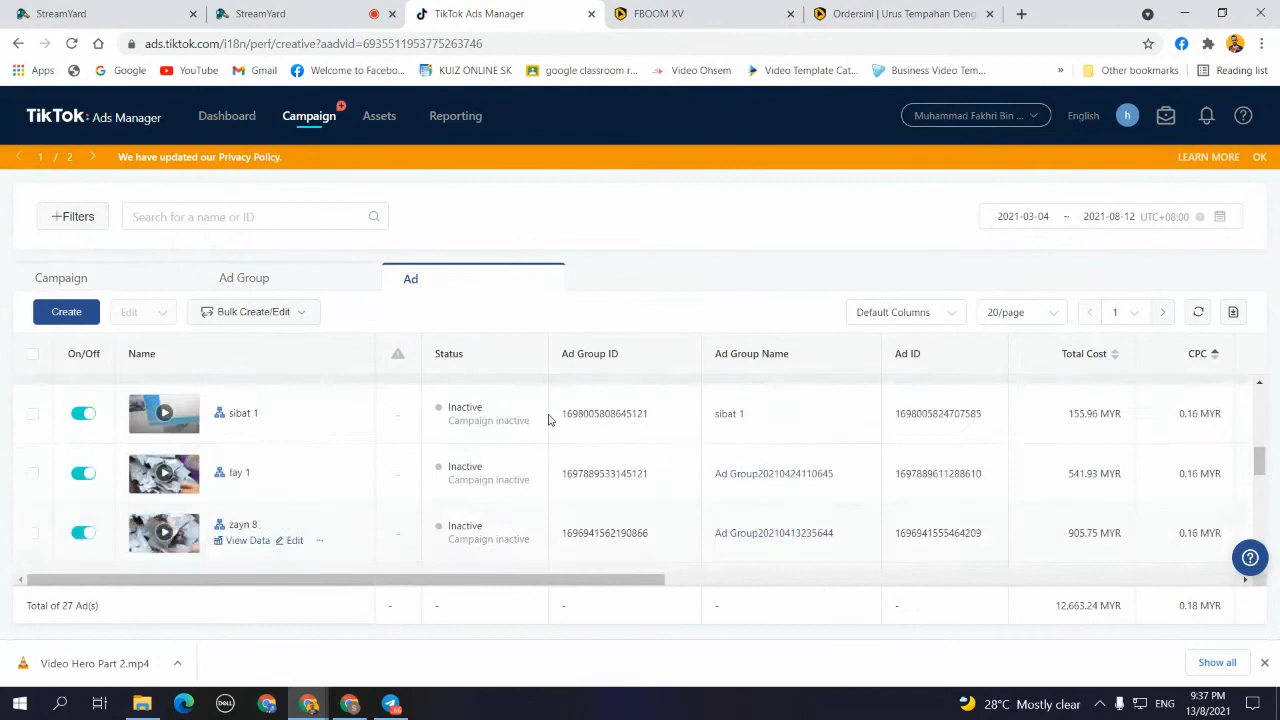 StreamYard
StreamYard
TikTok Ads Manager
FBOOM XV
Ordersini | Urus Tempahan Deng
ads.tiktok.com/i18n/perf/creative?aadvid=6935511953775263746
Apps
Google
YouTube
Gmail
Welcome to Facebo...
KUIZ ONLINE SK
google classroom r...
Video Ohsem
Video Template Cat...
Business Video Tem...
»
Other bookmarks
Reading list
TikTok: Ads Manager
Dashboard
Campaign
Assets
Reporting
Muhammad Fakhri Bin ...
English
h
1 / 2
We have updated our Privacy Policy.
LEARN MORE
OK
+Filters
Search for a name or ID
2021-03-04 ~ 2021-08-12 UTC+08:00
Campaign
Ad Group
Ad
Create
Edit
Bulk Create/Edit
Default Columns
20/page
1
On/Off
Name
Status
Ad Group ID
Ad Group Name
Ad ID
Total Cost
CPC
sibat 1
-
Inactive
Campaign inactive
1698005808645121
sibat 1
1698005824707585
155.96 MYR
0.16 MYR
fay 1
-
Inactive
Campaign inactive
1697889533145121
Ad Group20210424110645
1697889611288610
541.93 MYR
0.16 MYR
zayn 8
View Data Edit ...
-
Inactive
Campaign inactive
1696941562190866
Ad Group20210413235644
1696941555464209
905.75 MYR
0.16 MYR
Total of 27 Ad(s)
-
-
-
-
-
12,663.24 MYR
0.18 MYR
Video Hero Part 2.mp4
Show all
DELL
66
28°C Mostly clear
ENG
9:37 PM
13/8/2021